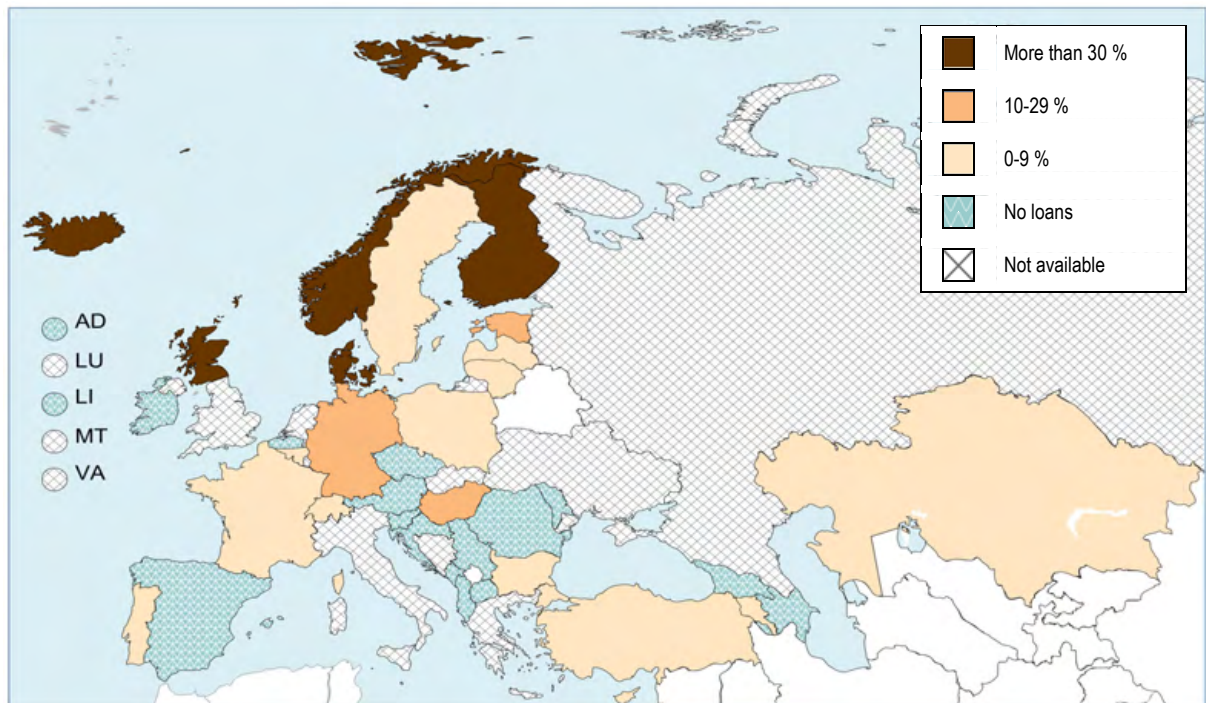 More than 30 %
10-29 %
0-9 %
No loans
Not available
AD
LU
LI
MT
VA